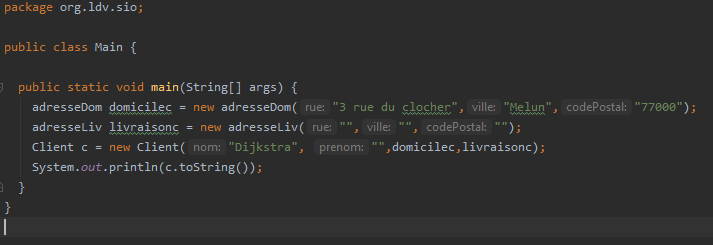 package org.ldv.sio;
public class Main {
public static void main(String[] args) {
adresseDom domicilec = new adresseDom( rue: "3 rue du clocher", ville: "Melun", codePostal: "77000");
adresseLiv livraisonc = new adresseLiv( rue: "", ville: "", codePostal: "");
Client c = new Client( nom: "Dijkstra", prenom: "",domicilec,livraisonc);
System.out.println(c.toString());
}
}